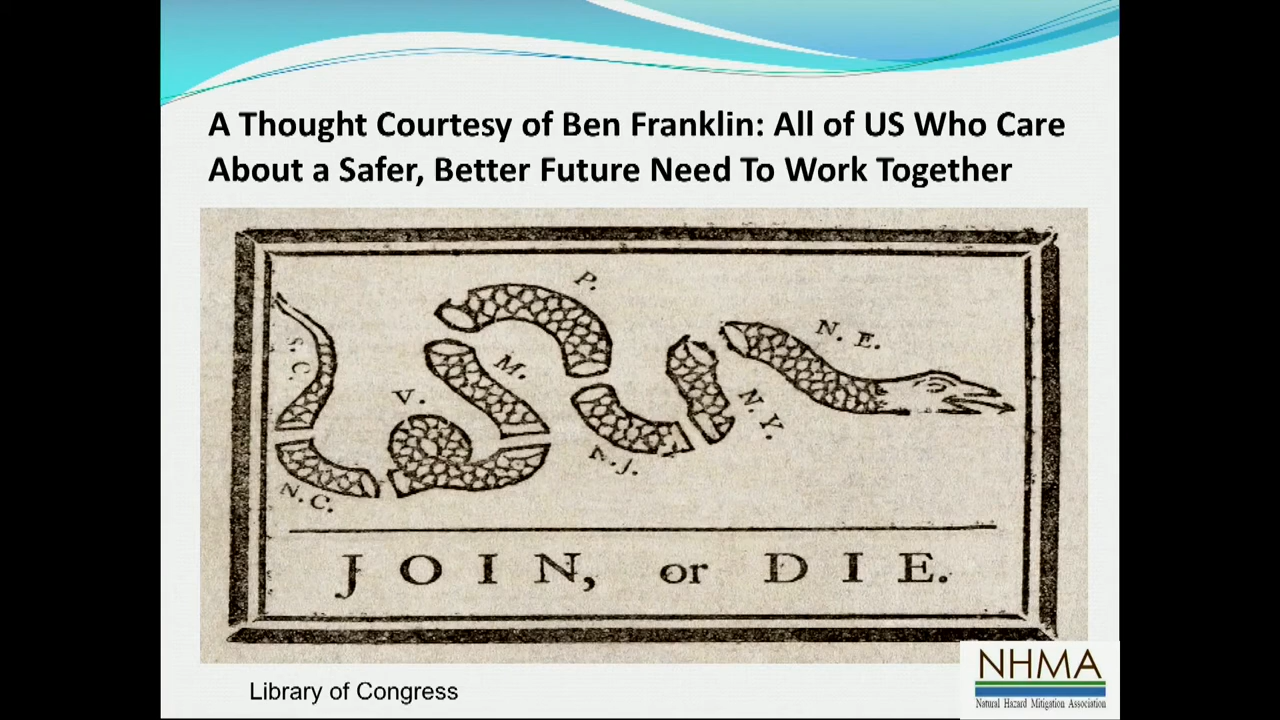 A Thought Courtesy of Ben Franklin: All of US Who Care
About a Safer, Better Future Need To Work Together
P.
N. E.
S. C.
M.
V.
N. Y.
N. J.
N. C.
JOIN, or DIE.
Library of Congress
NHMA
Natural Hazard Mitigation Association